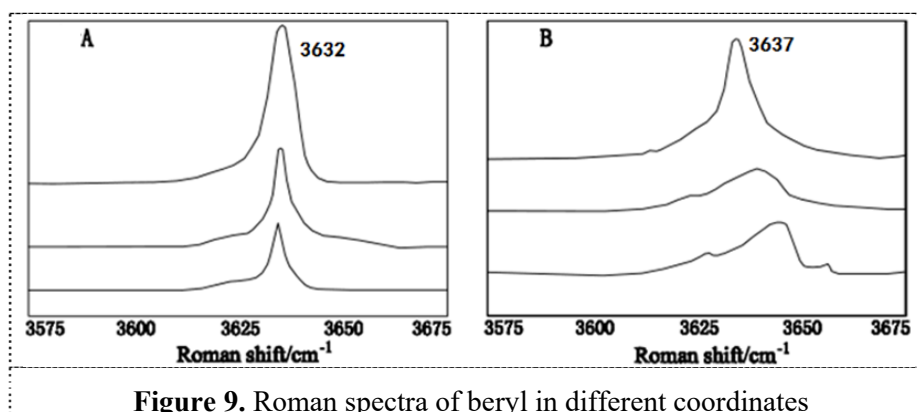 A
3632
3575 3600 3625 3650 3675
Roman shift/cm⁻¹
B
3637
3575 3600 3625 3650 3675
Roman shift/cm⁻¹
Figure 9. Roman spectra of beryl in different coordinates